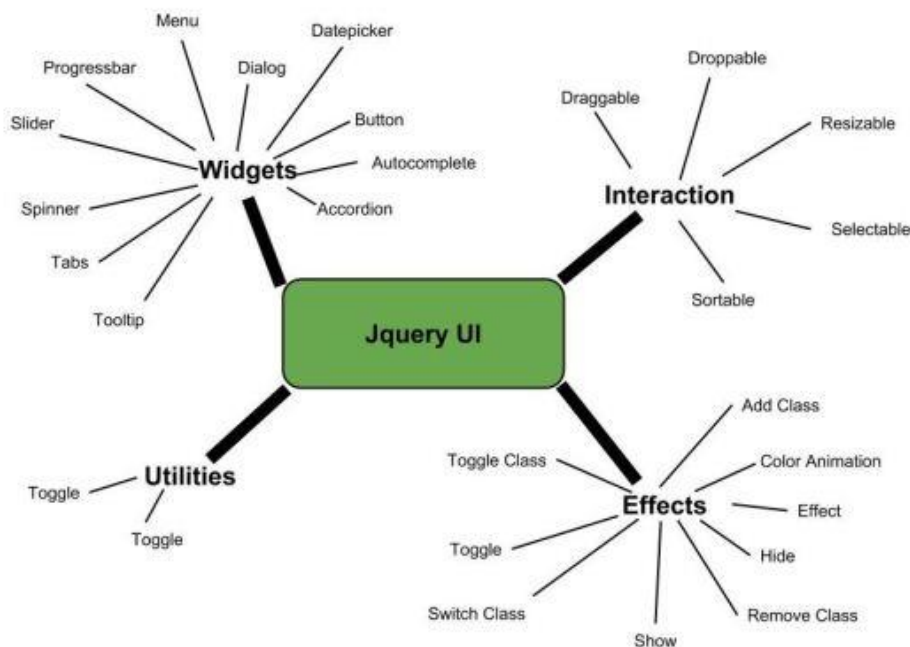 Menu
Datepicker
Progressbar
Dialog
Slider
Button
Widgets
Autocomplete
Spinner
Accordion
Tabs
Tooltip
Droppable
Draggable
Resizable
Interaction
Selectable
Sortable
Jquery UI
Utilities
Toggle
Toggle
Add Class
Toggle Class
Color Animation
Effects
Effect
Toggle
Hide
Switch Class
Remove Class
Show